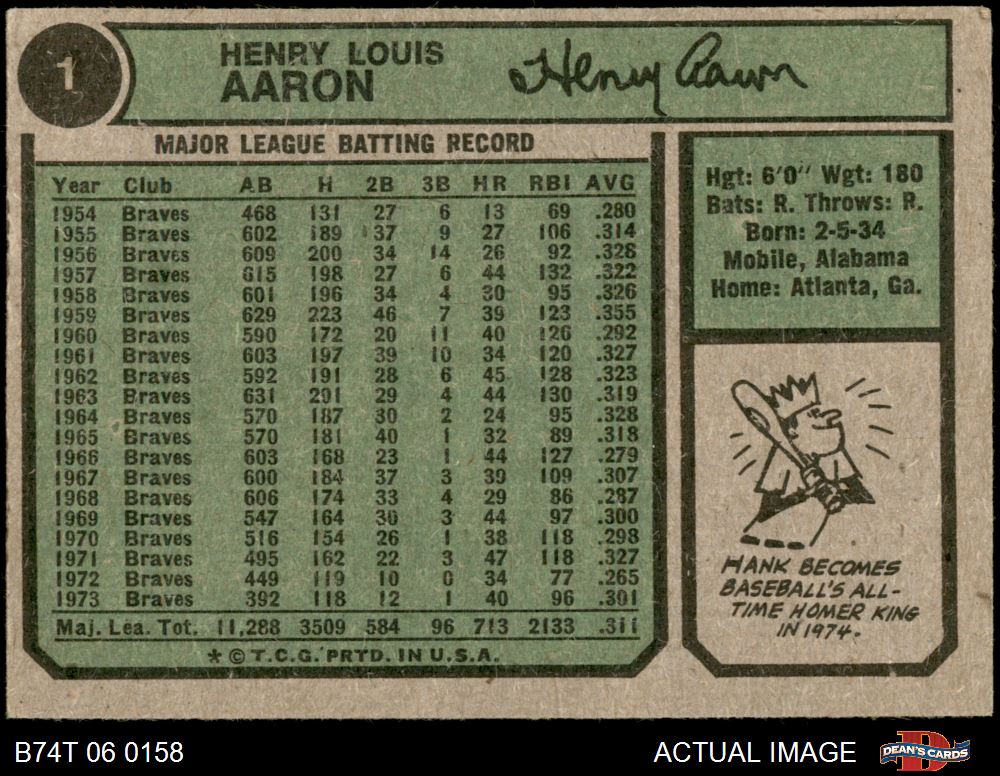 1
HENRY LOUIS
AARON
Henry Aaron
MAJOR LEAGUE BATTING RECORD
Year Club AB H 2B 3B HR RBI AVG
1954 Braves 468 131 27 6 13 69 .280
1955 Braves 602 189 37 9 27 106 .314
1956 Braves 609 200 34 14 26 92 .328
1957 Braves 615 198 27 6 44 132 .322
1958 Braves 601 196 34 4 30 95 .326
1959 Braves 629 223 46 7 39 123 .355
1960 Braves 590 172 20 11 40 126 .292
1961 Braves 603 197 39 10 34 120 .327
1962 Braves 592 191 28 6 45 128 .323
1963 Braves 631 201 29 4 44 130 .319
1964 Braves 570 187 30 2 24 95 .328
1965 Braves 570 181 40 1 32 89 .318
1966 Braves 603 168 23 1 44 127 .279
1967 Braves 600 184 37 3 39 109 .307
1968 Braves 606 174 33 4 29 86 .287
1969 Braves 547 164 30 3 44 97 .300
1970 Braves 516 154 26 1 38 118 .298
1971 Braves 495 162 22 3 47 118 .327
1972 Braves 449 119 10 0 34 77 .265
1973 Braves 392 118 12 1 40 96 .301
Maj. Lea. Tot. 11,288 3509 584 96 713 2133 .311
* © T.C.G. PRTD. IN U.S.A.
Hgt: 6'0" Wgt: 180
Bats: R. Throws: R.
Born: 2-5-34
Mobile, Alabama
Home: Atlanta, Ga.
HANK BECOMES
BASEBALL'S ALL-
TIME HOMER KING
IN 1974.
B74T 06 0158
ACTUAL IMAGE
DEAN'S CARDS